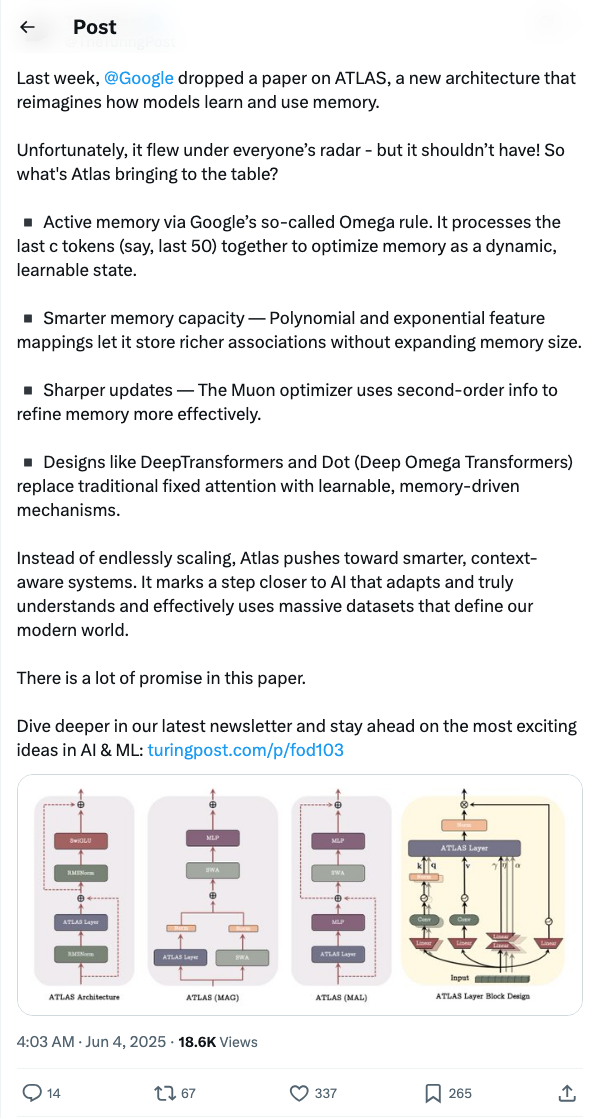 Post
Last week, @Google dropped a paper on ATLAS, a new architecture that
reimagines how models learn and use memory.
Unfortunately, it flew under everyone’s radar - but it shouldn’t have! So
what's Atlas bringing to the table?
▪ Active memory via Google’s so-called Omega rule. It processes the
last c tokens (say, last 50) together to optimize memory as a dynamic,
learnable state.
▪ Smarter memory capacity — Polynomial and exponential feature
mappings let it store richer associations without expanding memory size.
▪ Sharper updates — The Muon optimizer uses second-order info to
refine memory more effectively.
▪ Designs like DeepTransformers and Dot (Deep Omega Transformers)
replace traditional fixed attention with learnable, memory-driven
mechanisms.
Instead of endlessly scaling, Atlas pushes toward smarter, context-
aware systems. It marks a step closer to AI that adapts and truly
understands and effectively uses massive datasets that define our
modern world.
There is a lot of promise in this paper.
Dive deeper in our latest newsletter and stay ahead on the most exciting
ideas in AI & ML: turingpost.com/p/fod103
SwiGLU
RMSNorm
ATLAS Layer
RMSNorm
ATLAS Architecture
MLP
SWA
Norm
Norm
ATLAS Layer
SWA
ATLAS (MAG)
MLP
SWA
MLP
ATLAS Layer
ATLAS (MAL)
Norm
ATLAS Layer
k q v γ η α
Norm
Conv
Conv
Linear
Linear
Linear
Linear
Linear
Input
ATLAS Layer Block Design
4:03 AM · Jun 4, 2025 · 18.6K Views
14 67 337 265